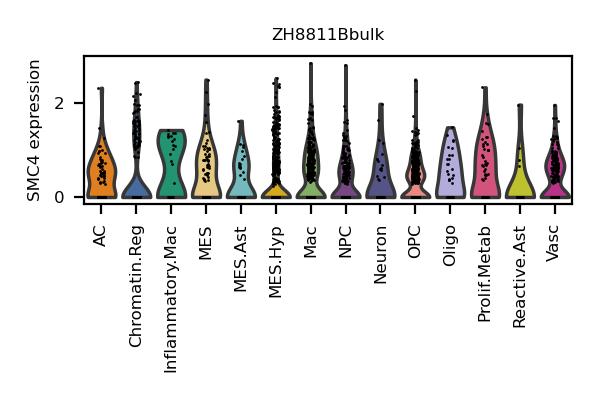 ZH8811Bbulk
SMC4 expression
2
0
AC
Chromatin.Reg
Inflammatory.Mac
MES
MES.Ast
MES.Hyp
Mac
NPC
Neuron
OPC
Oligo
Prolif.Metab
Reactive.Ast
Vasc